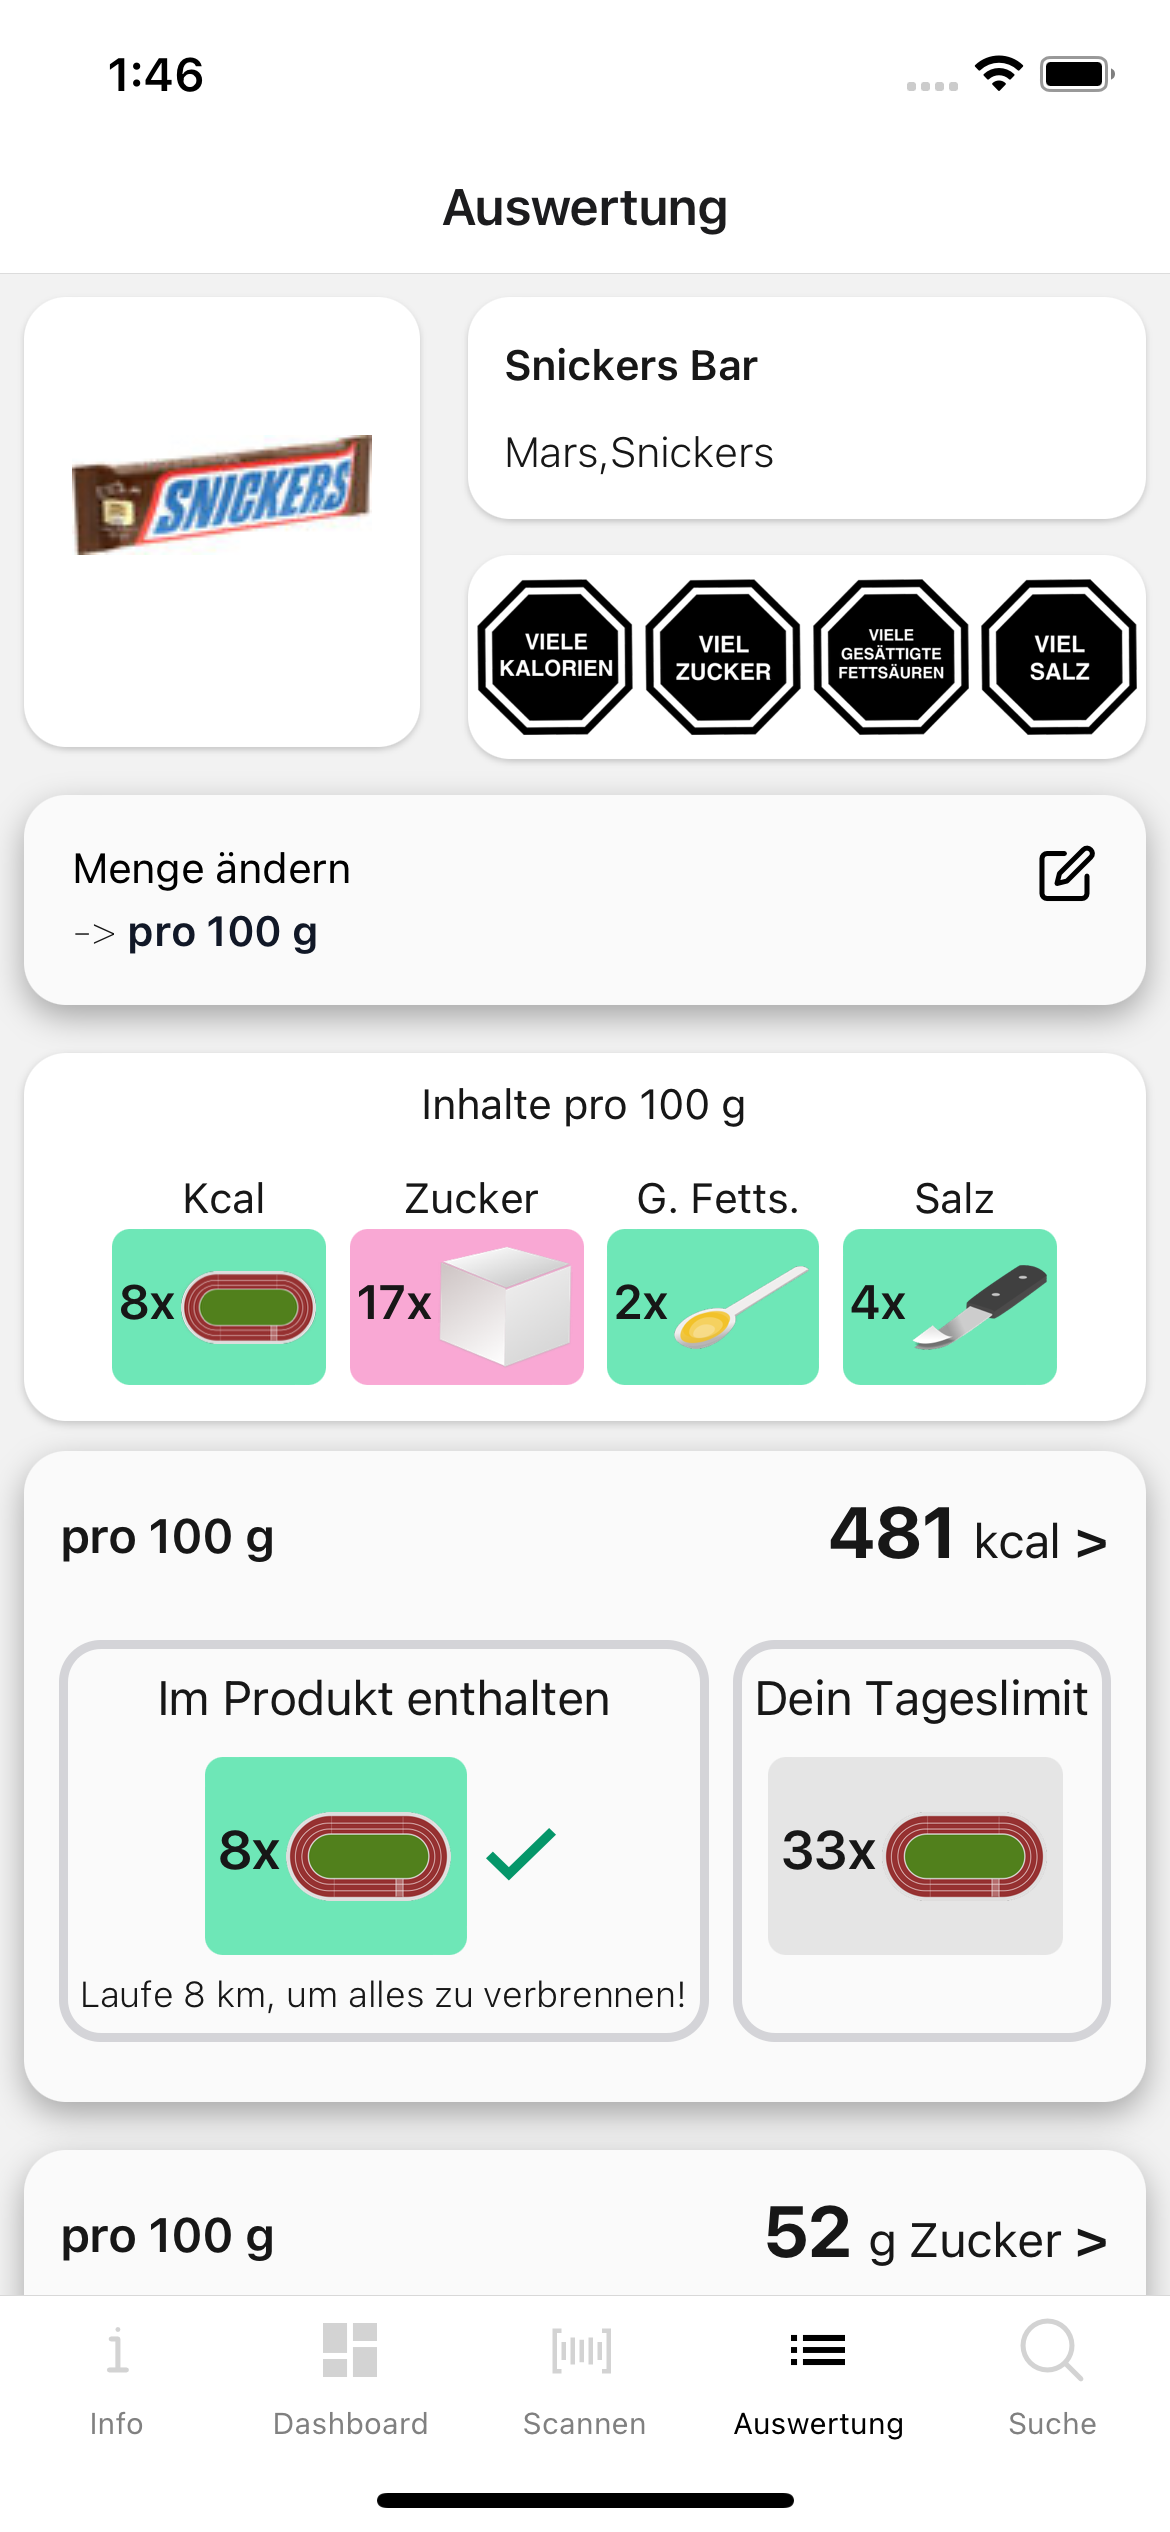 1:46
Auswertung
SNICKERS
Snickers Bar
Mars,Snickers
VIELE
KALORIEN
VIEL
ZUCKER
VIELE
GESÄTTIGTE
FETTSÄUREN
VIEL
SALZ
Menge ändern
-> pro 100 g
Inhalte pro 100 g
Kcal Zucker G. Fetts. Salz
8x 17x 2x 4x
pro 100 g 481 kcal >
Im Produkt enthalten
8x
Laufe 8 km, um alles zu verbrennen!
Dein Tageslimit
33x
pro 100 g 52 g Zucker >
Info Dashboard Scannen Auswertung Suche